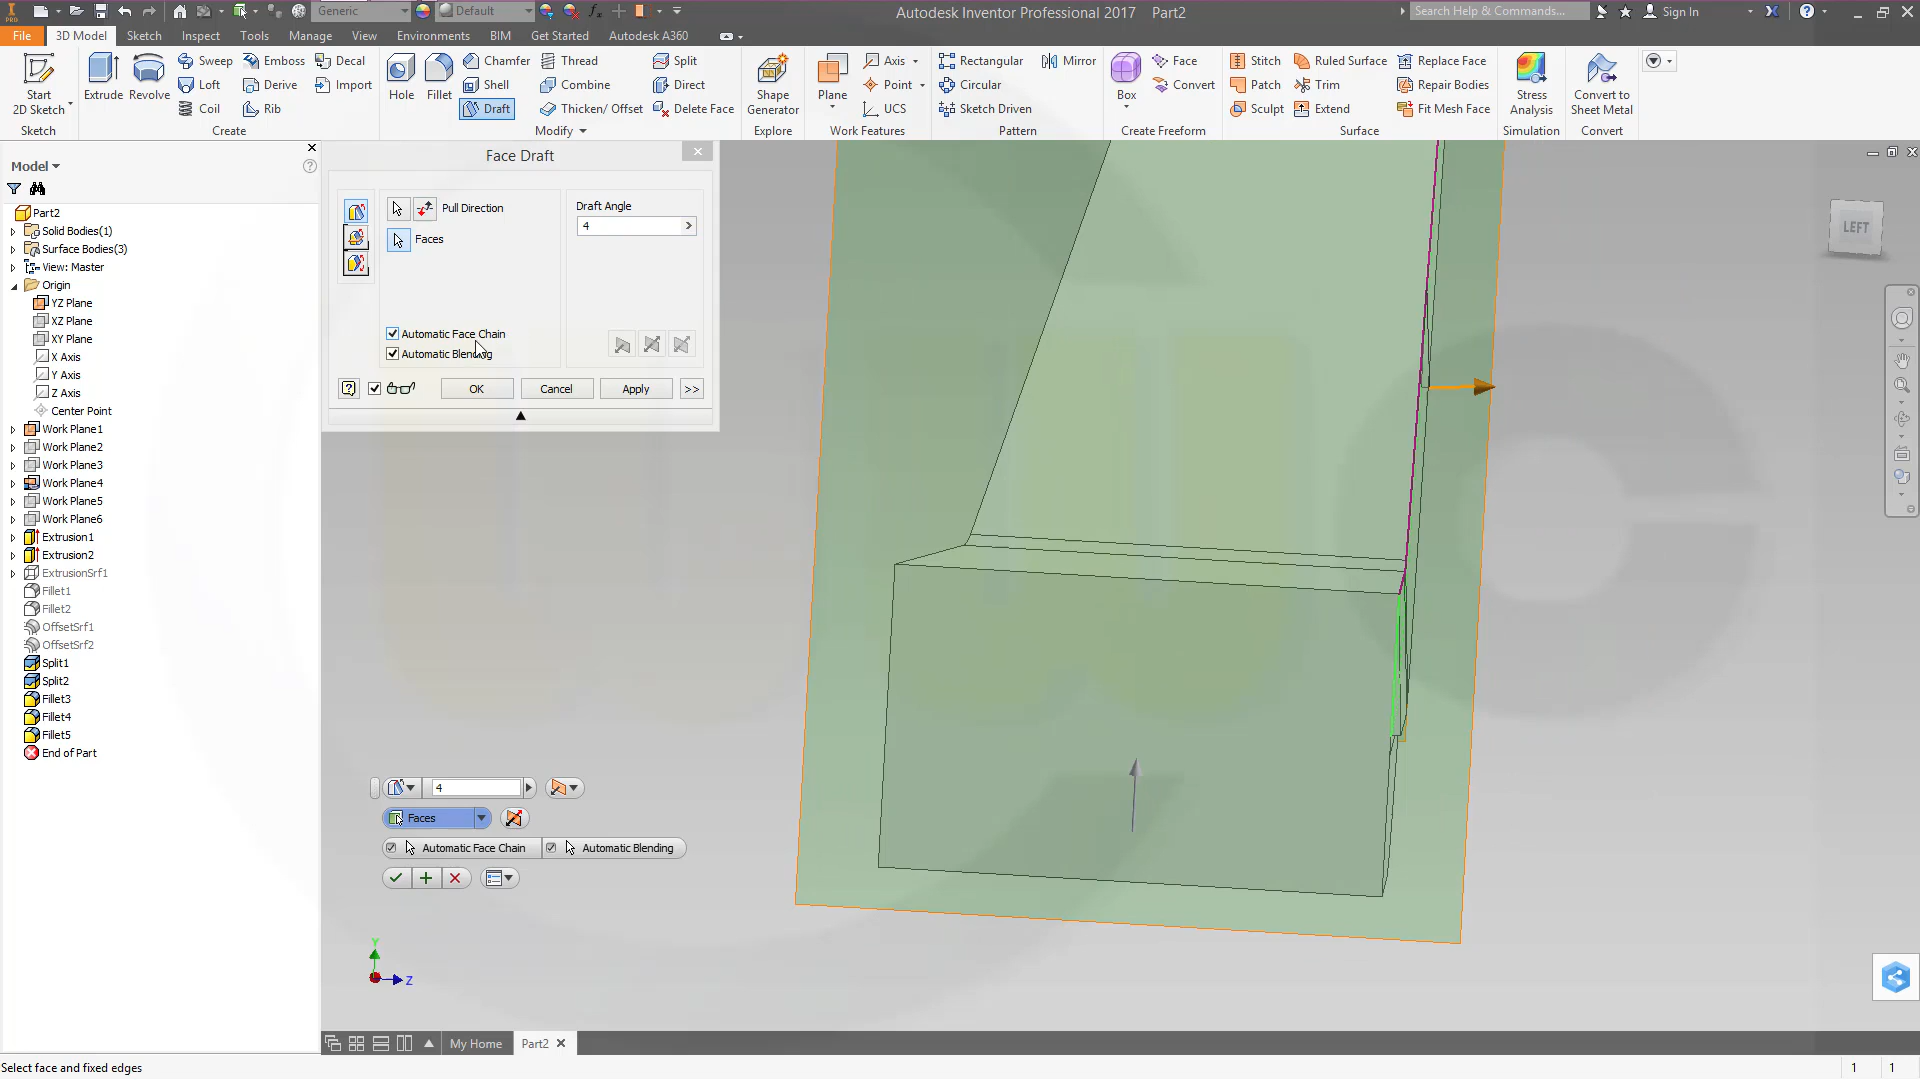 Generic
Default
Autodesk Inventor Professional 2017 Part2
Search Help & Commands...
Sign In
File
3D Model
Sketch
Inspect
Tools
Manage
View
Environments
BIM
Get Started
Autodesk A360
Start
2D Sketch
Sketch
Extrude
Revolve
Sweep
Loft
Coil
Emboss
Derive
Rib
Decal
Import
Create
Hole
Fillet
Chamfer
Shell
Draft
Thread
Combine
Thicken/ Offset
Split
Direct
Delete Face
Modify
Shape
Generator
Explore
Plane
Axis
Point
UCS
Work Features
Rectangular
Circular
Sketch Driven
Mirror
Pattern
Box
Face
Convert
Create Freeform
Stitch
Patch
Sculpt
Ruled Surface
Trim
Extend
Replace Face
Repair Bodies
Fit Mesh Face
Surface
Stress
Analysis
Simulation
Convert to
Sheet Metal
Convert
Model
Part2
Solid Bodies(1)
Surface Bodies(3)
View: Master
Origin
YZ Plane
XZ Plane
XY Plane
X Axis
Y Axis
Z Axis
Center Point
Work Plane1
Work Plane2
Work Plane3
Work Plane4
Work Plane5
Work Plane6
Extrusion1
Extrusion2
ExtrusionSrf1
Fillet1
Fillet2
OffsetSrf1
OffsetSrf2
Split1
Split2
Fillet3
Fillet4
Fillet5
End of Part
Face Draft
Pull Direction
Faces
Draft Angle
4
Automatic Face Chain
Automatic Blending
OK
Cancel
Apply
>>
LEFT
4
Faces
Automatic Face Chain
Automatic Blending
Y
Z
My Home
Part2
Select face and fixed edges
1
1